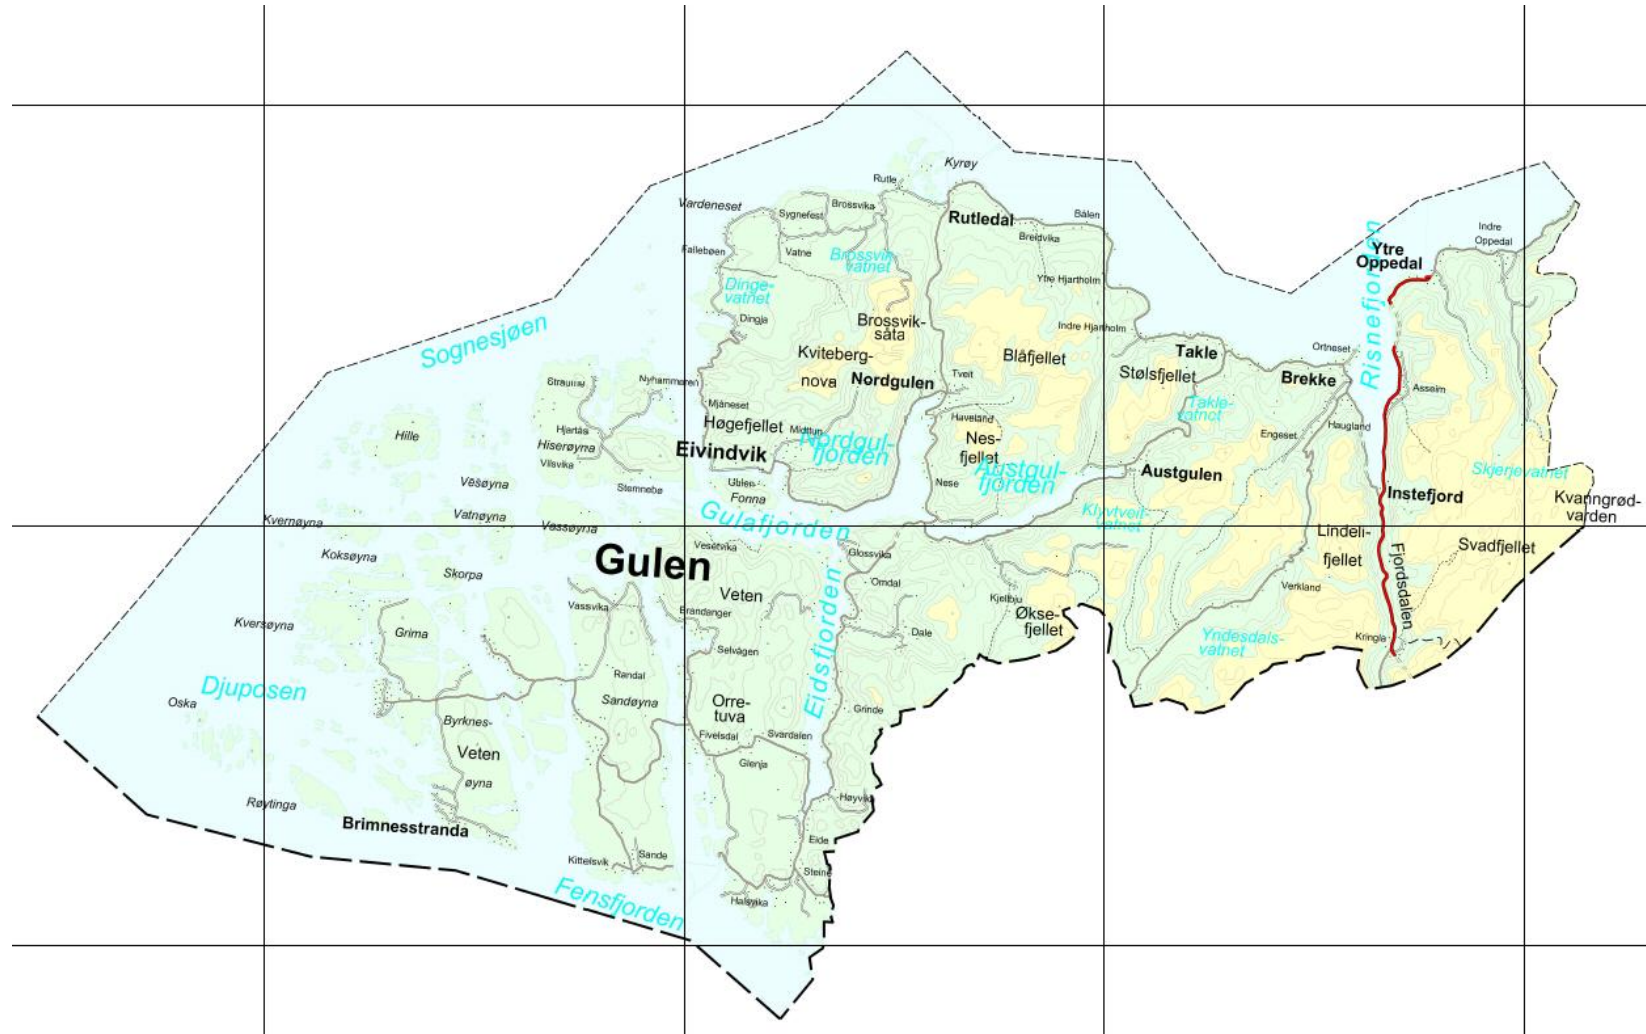 Kyrøy
Rutle
Vardeneset
Sygnefest
Brossvika
Rutledal
Bålen
Indre
Oppedal
Breidvika
Ytre
Oppedal
Fallebøen
Vatne
Brossvik-
vatnet
Risnefjorden
Dinge-
vatnet
Ytre Hjartholm
Dingja
Brossvik-
såta
Indre Hjartholm
Sognesjøen
Kviteberg-
nova
Nordgulen
Blåfjellet
Takle
Ortneset
Stølsfjellet
Brekke
Tveit
Straume
Nyhammaren
Asseim
Mjåneset
Takle-
vatnet
Høgefjellet
Midttun
Haveland
Haugland
Hille
Hjartås
Hiserøyna
Nordgul-
fjorden
Nes-
fjellet
Engeset
Eivindvik
Vilsvika
Austgul-
fjorden
Austgulen
Skjerjevatnet
Vesøyna
Stemnebø
Ublen
Fonna
Nese
Instefjord
Kvanngrød-
varden
Vatnøyna
Gulafjorden
Klyvtveit-
vatnet
Kvernøyna
Vassøyna
Lindeli-
fjellet
Svadfjellet
Koksøyna
Vesetvika
Glossvika
Gulen
Skorpa
Veten
Omdal
Fjordsdalen
Verkland
Kjellbju
Vassvika
Brandanger
Økse-
fjellet
Kversøyna
Grima
Eidsfjorden
Dale
Yndesdals-
vatnet
Kringla
Selvågen
Randal
Djuposen
Oska
Sandøyna
Orre-
tuva
Grinde
Byrknes-
øyna
Fivelsdal
Svardalen
Veten
Glenja
Røytinga
Høyvik
Brimnesstranda
Eide
Kittelsvik
Sande
Steine
Fensfjorden
Halsvika